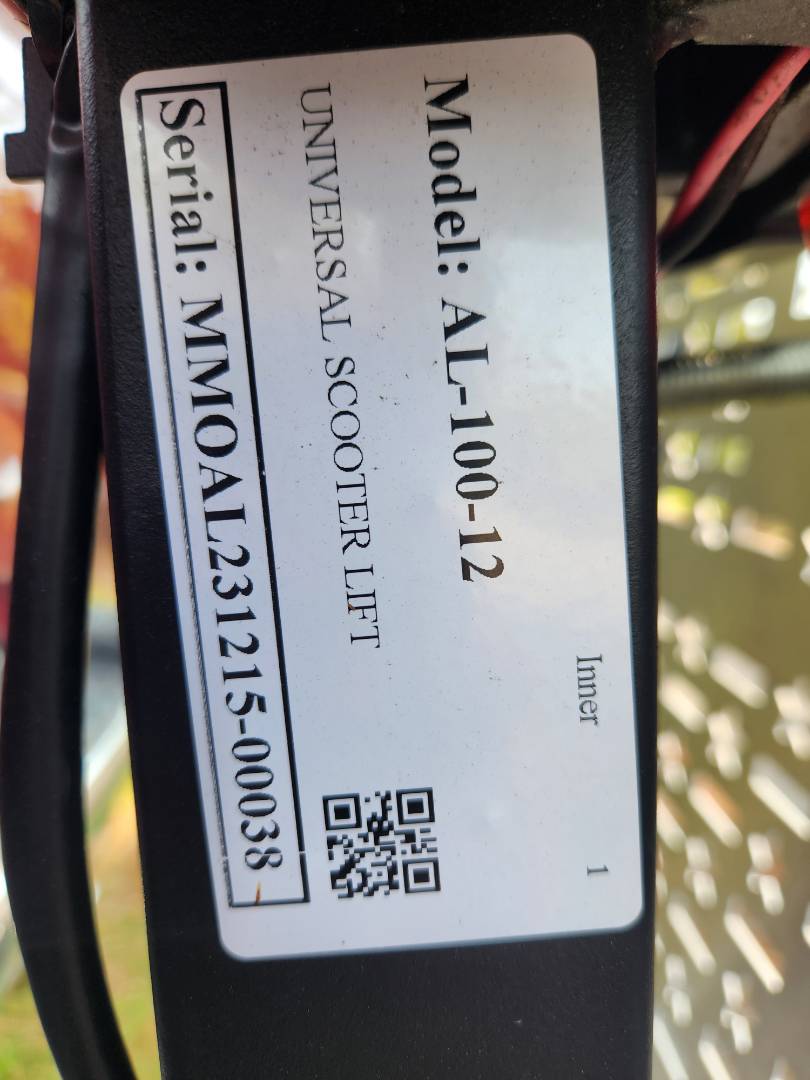 Inner 1
Model: AL-100-12
UNIVERSAL SCOOTER LIFT
Serial: MMOAL231215-00038